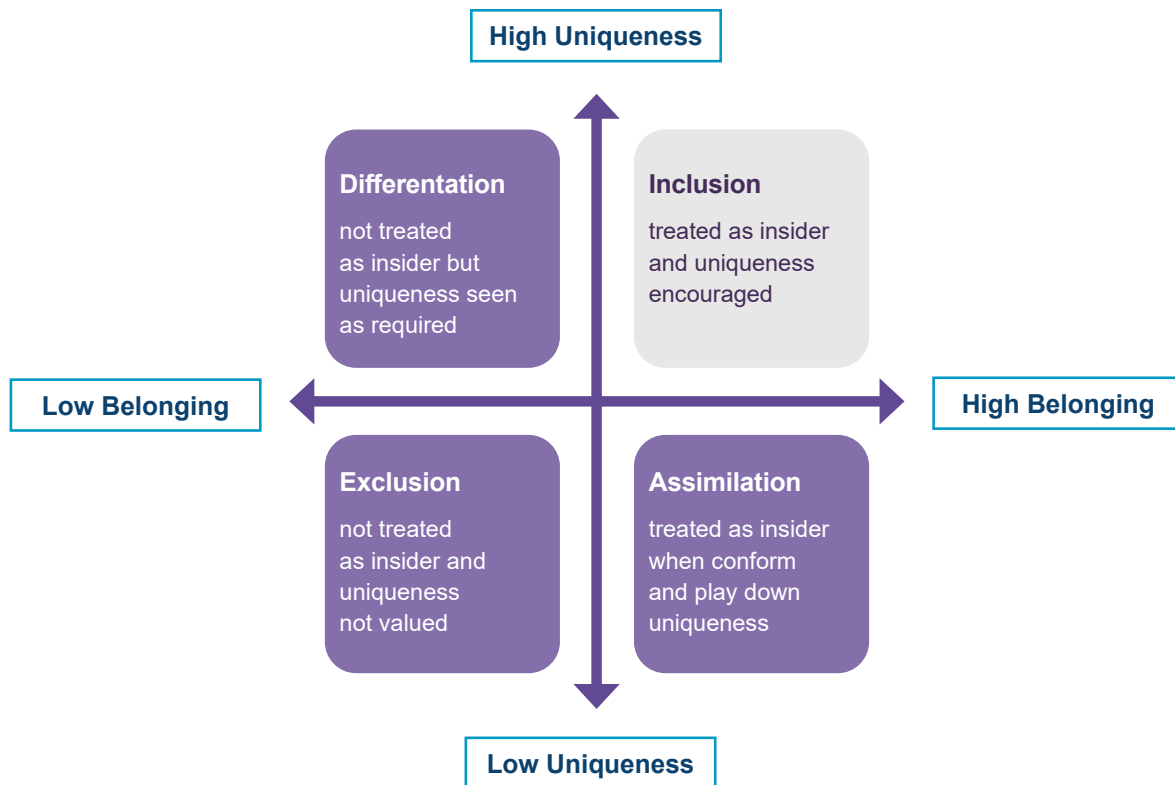 High Uniqueness
Differentation
not treated
as insider but
uniqueness seen
as required
Inclusion
treated as insider
and uniqueness
encouraged
Low Belonging
High Belonging
Exclusion
not treated
as insider and
uniqueness
not valued
Assimilation
treated as insider
when conform
and play down
uniqueness
Low Uniqueness